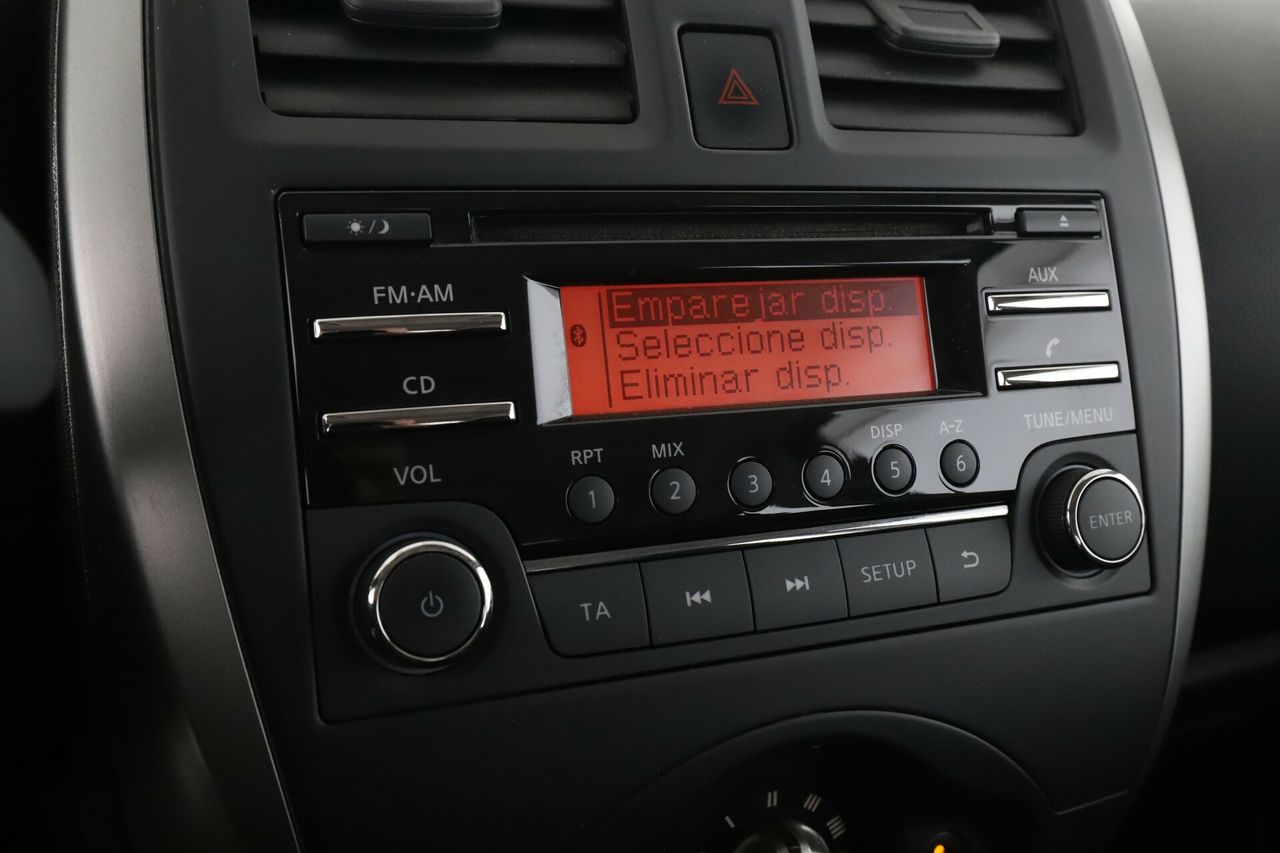 FM·AM
CD
VOL
AUX
TUNE/MENU
Emparejar disp.
Seleccione disp.
Eliminar disp.
RPT
MIX
DISP
A-Z
1
2
3
4
5
6
ENTER
TA
SETUP